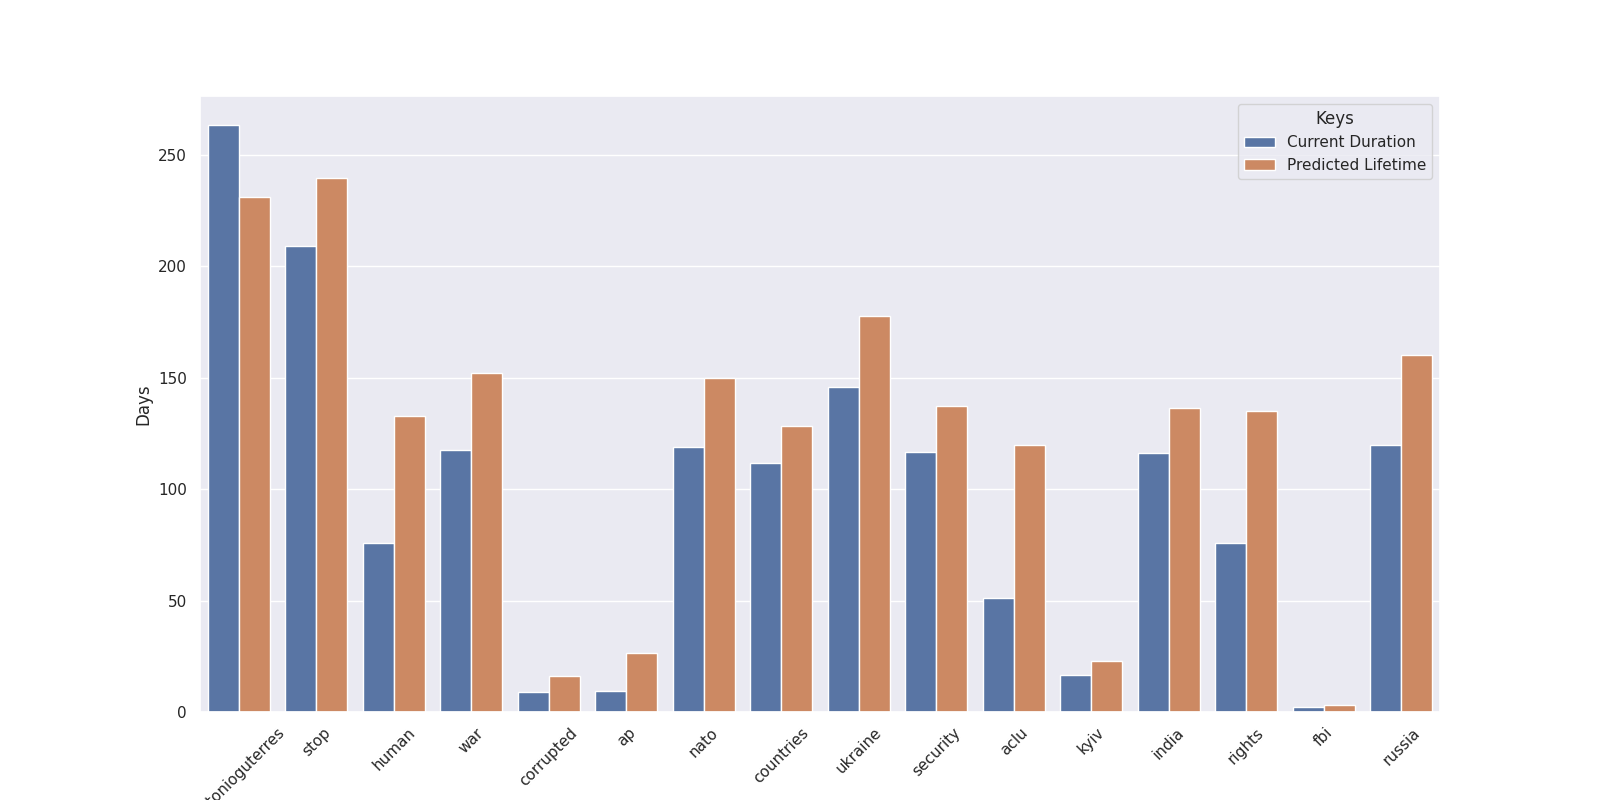 Keys
Current Duration
Predicted Lifetime
250
200
150
100
50
0
Days
tonioguterres
stop
human
war
corrupted
ap
nato
countries
ukraine
security
aclu
kyiv
india
rights
fbi
russia